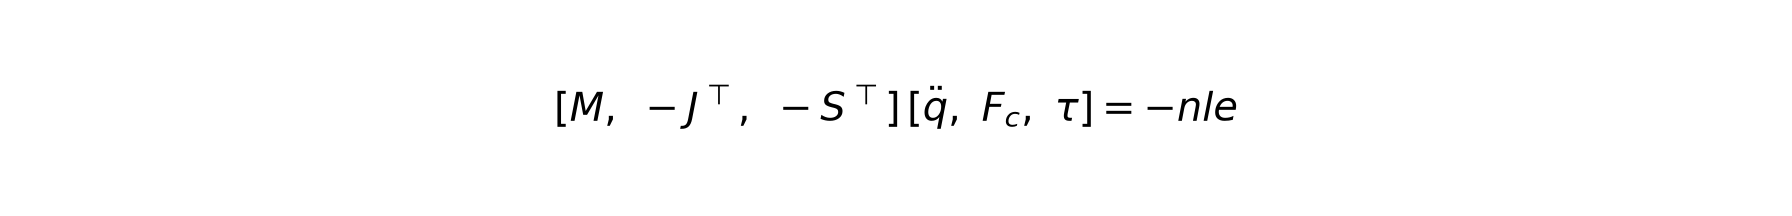 [M, −J⊤, −S⊤] [q̈, F_c, τ] = −nle